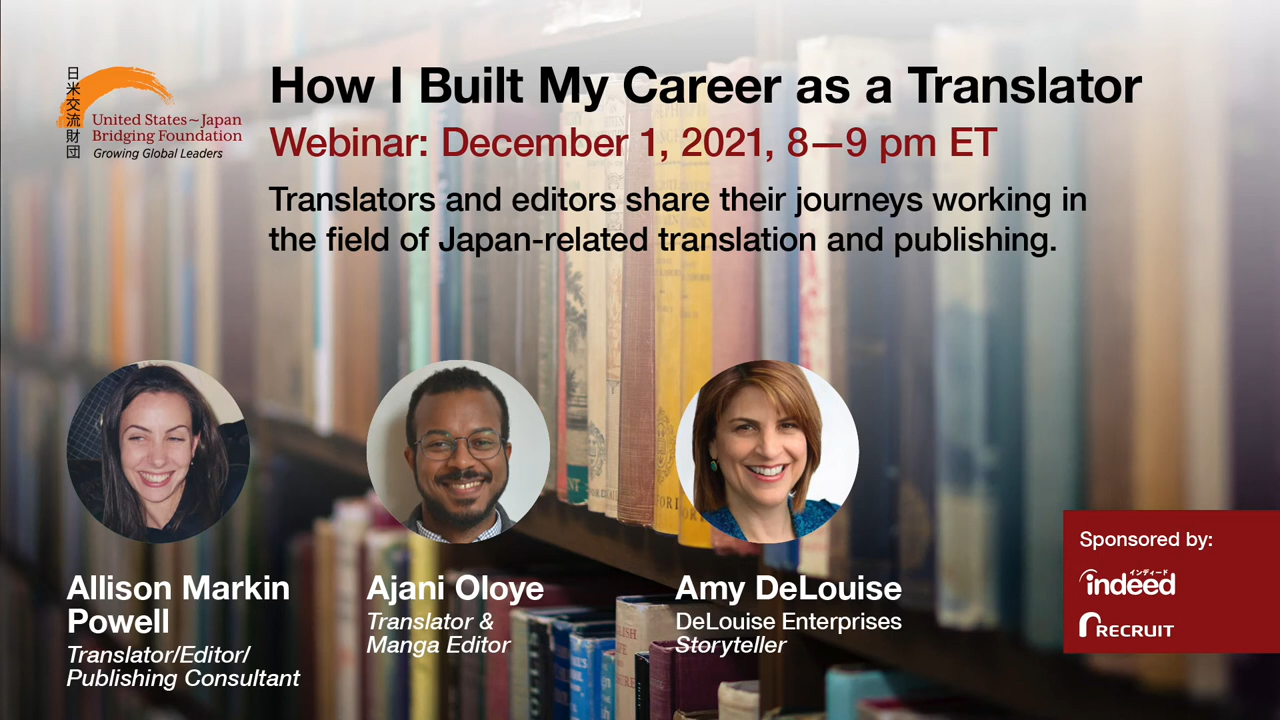 日米交流財団
United States~Japan
Bridging Foundation
Growing Global Leaders
How I Built My Career as a Translator
Webinar: December 1, 2021, 8—9 pm ET
Translators and editors share their journeys working in
the field of Japan-related translation and publishing.
Allison Markin
Powell
Translator/Editor/
Publishing Consultant
Ajani Oloye
Translator &
Manga Editor
Amy DeLouise
DeLouise Enterprises
Storyteller
Sponsored by:
インディード
indeed
RECRUIT